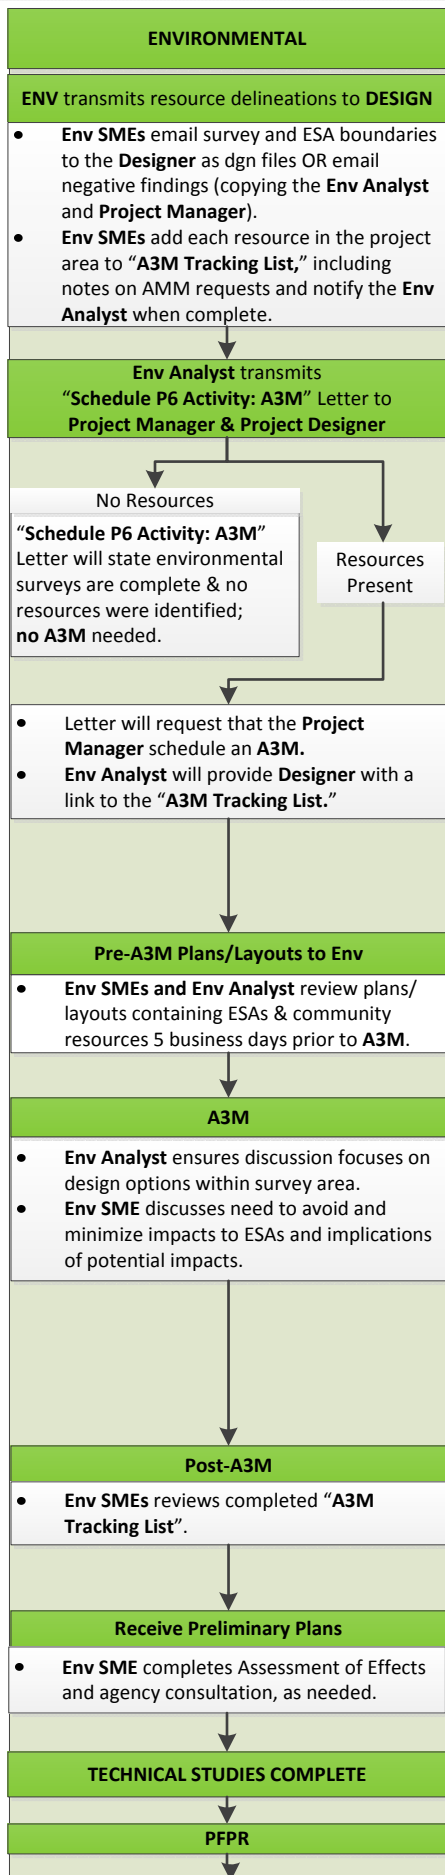 ENVIRONMENTAL
ENV transmits resource delineations to DESIGN
• Env SMEs email survey and ESA boundaries
to the Designer as dgn files OR email
negative findings (copying the Env Analyst
and Project Manager).
• Env SMEs add each resource in the project
area to “A3M Tracking List,” including
notes on AMM requests and notify the Env
Analyst when complete.
Env Analyst transmits
“Schedule P6 Activity: A3M” Letter to
Project Manager & Project Designer
No Resources
“Schedule P6 Activity: A3M”
Letter will state environmental
surveys are complete & no
resources were identified;
no A3M needed.
Resources
Present
• Letter will request that the Project
Manager schedule an A3M.
• Env Analyst will provide Designer with a
link to the “A3M Tracking List.”
Pre-A3M Plans/Layouts to Env
• Env SMEs and Env Analyst review plans/
layouts containing ESAs & community
resources 5 business days prior to A3M.
A3M
• Env Analyst ensures discussion focuses on
design options within survey area.
• Env SME discusses need to avoid and
minimize impacts to ESAs and implications
of potential impacts.
Post-A3M
• Env SMEs reviews completed “A3M
Tracking List”.
Receive Preliminary Plans
• Env SME completes Assessment of Effects
and agency consultation, as needed.
TECHNICAL STUDIES COMPLETE
PFPR